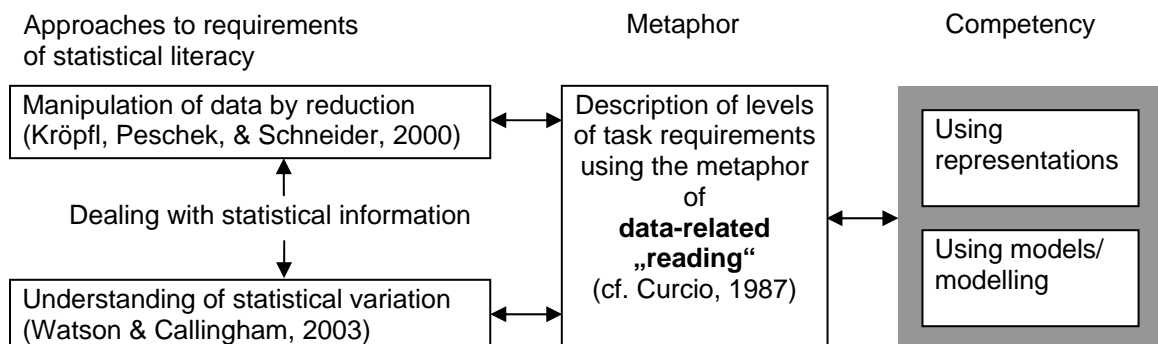 Approaches to requirements
of statistical literacy
Metaphor
Competency
Manipulation of data by reduction
(Kröpfl, Peschek, & Schneider, 2000)
Dealing with statistical information
Understanding of statistical variation
(Watson & Callingham, 2003)
Description of levels
of task requirements
using the metaphor
of
data-related
„reading“
(cf. Curcio, 1987)
Using
representations
Using models/
modelling